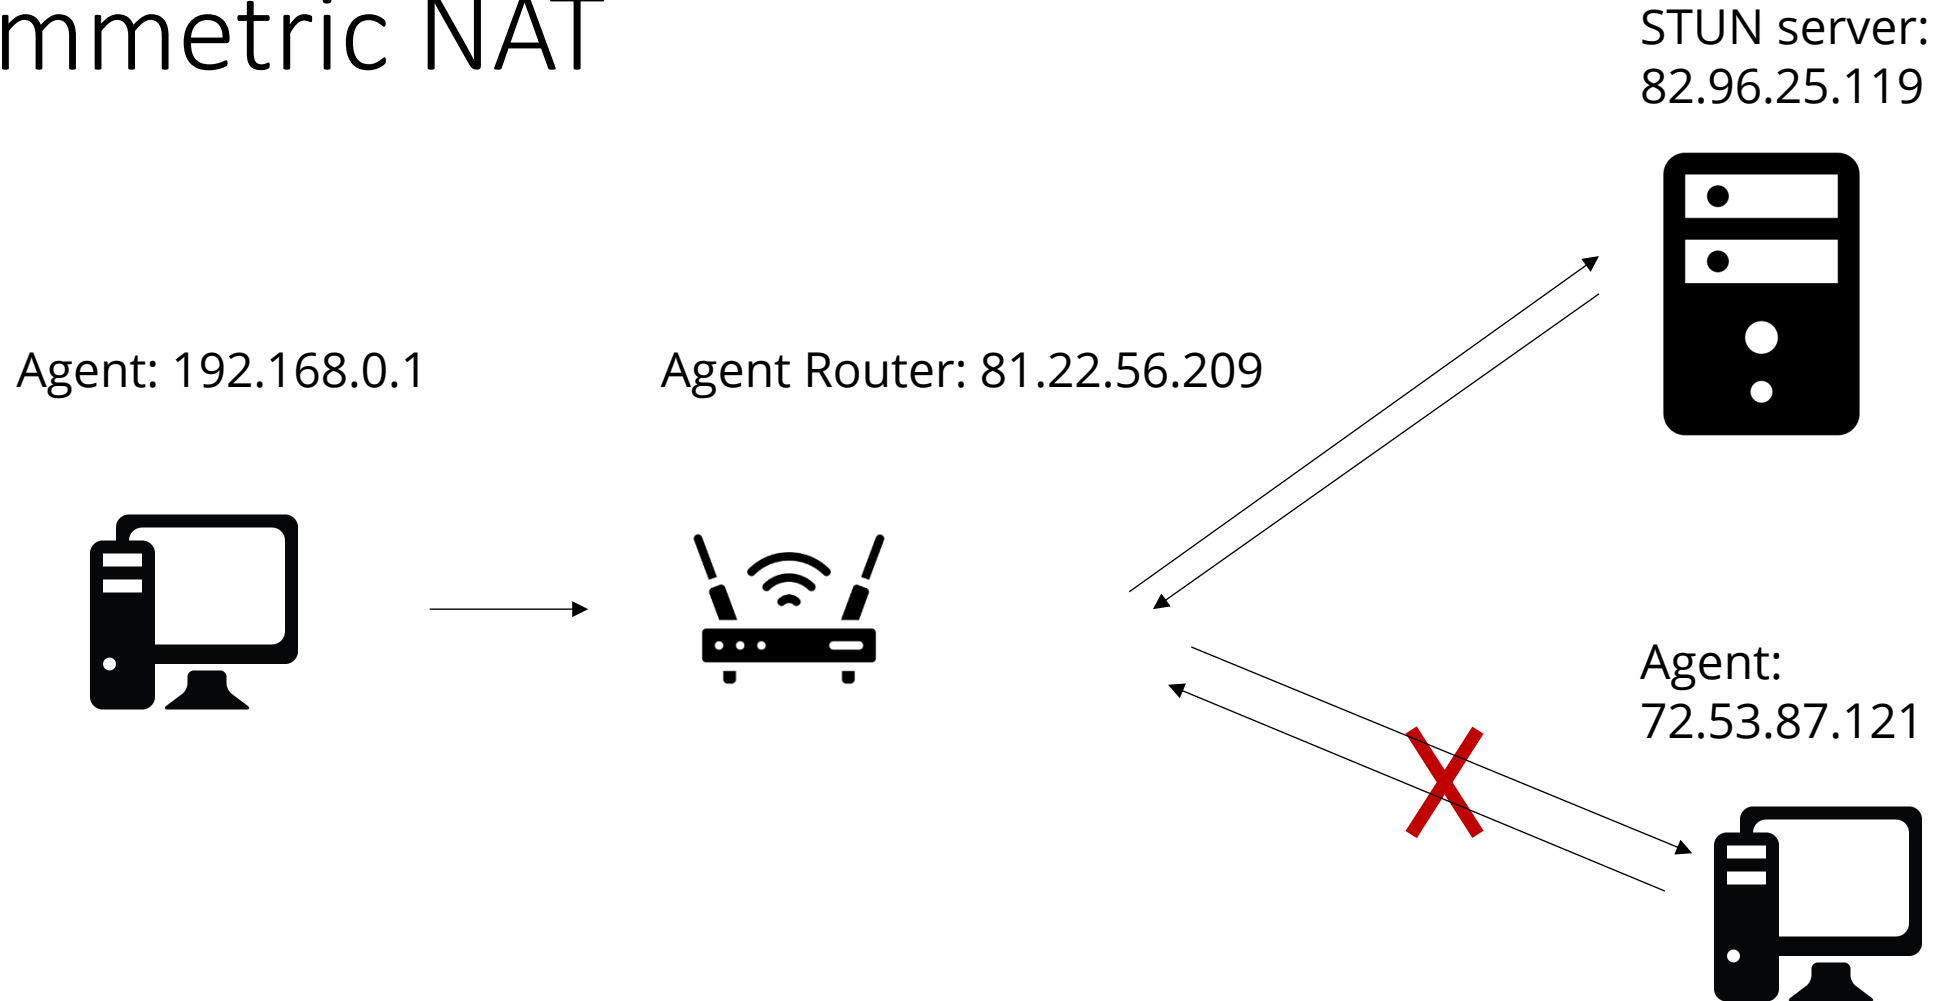 mmetric NAT
STUN server:
82.96.25.119
Agent: 192.168.0.1
Agent Router: 81.22.56.209
Agent:
72.53.87.121